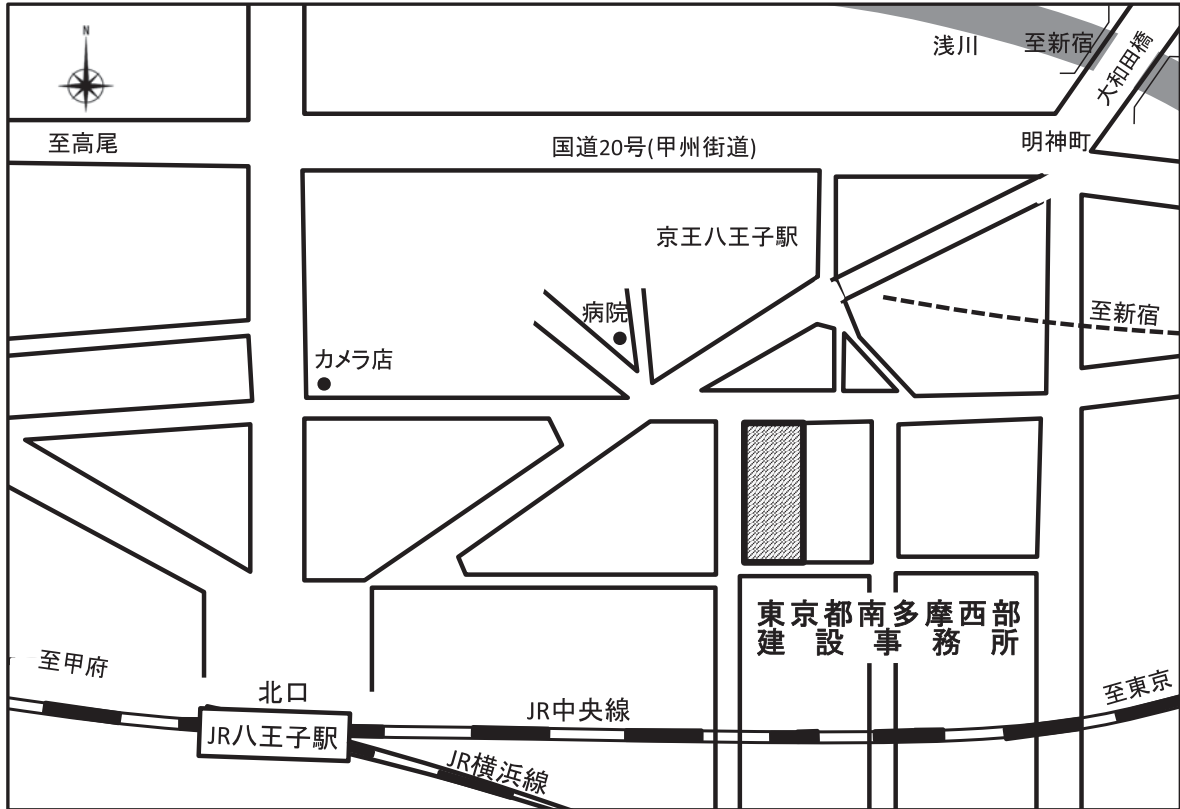 N
浅川
至新宿
大和田橋
至高尾
国道20号(甲州街道)
明神町
京王八王子駅
病院
至新宿
カメラ店
東京都南多摩西部
建設事務所
至甲府
北口
JR中央線
至東京
JR八王子駅
JR横浜線